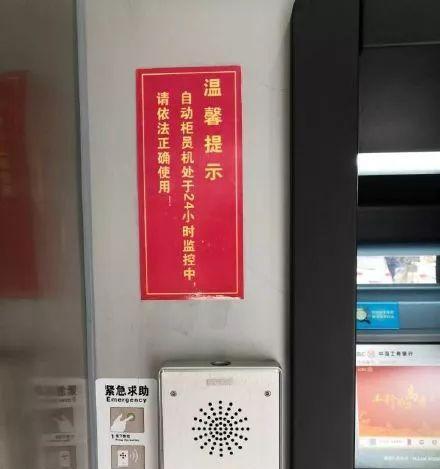 温馨提示
自动柜员机处于24小时监控中,
请依法正确使用!
紧急求助
Emergency
中国工商银行